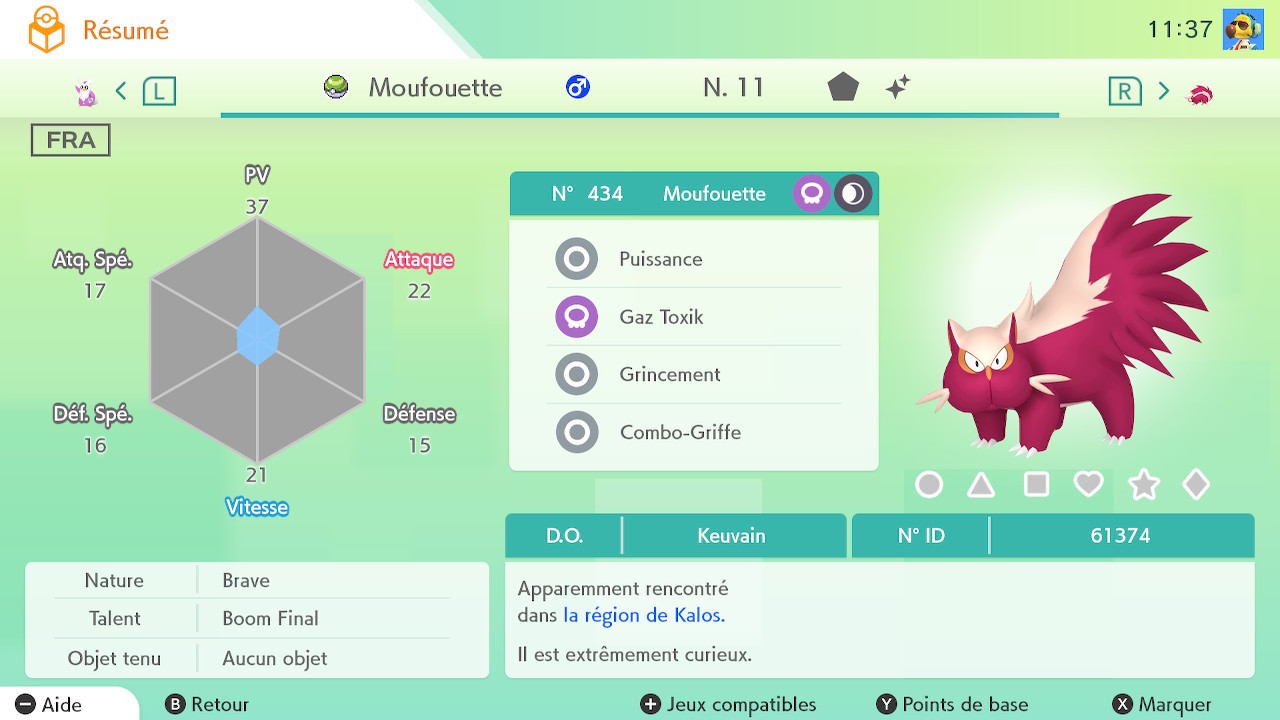 Résumé
11:37
L
Moufouette
N. 11
R
FRA
PV
37
Atq. Spé.
17
Attaque
22
Déf. Spé.
16
Défense
15
21
Vitesse
N° 434 Moufouette
Puissance
Gaz Toxik
Grincement
Combo-Griffe
D.O. Keuvain
N° ID 61374
Nature Brave
Talent Boom Final
Objet tenu Aucun objet
Apparemment rencontré
dans la région de Kalos.
Il est extrêmement curieux.
Aide
B Retour
Jeux compatibles
Y Points de base
X Marquer